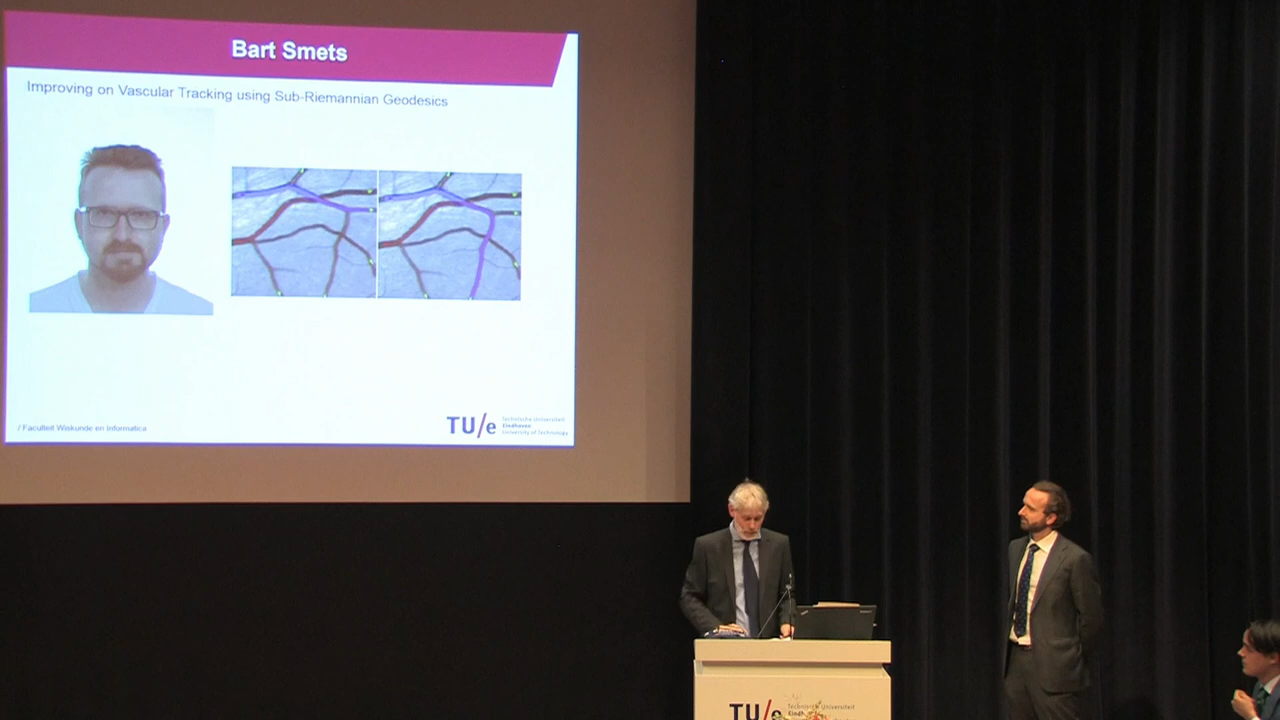 Bart Smets
Improving on Vascular Tracking using Sub-Riemannian Geodesics
/ Faculteit Wiskunde en Informatica
TU/e
Technische Universiteit
Eindhoven
University of Technology
TU/e
Universiteit